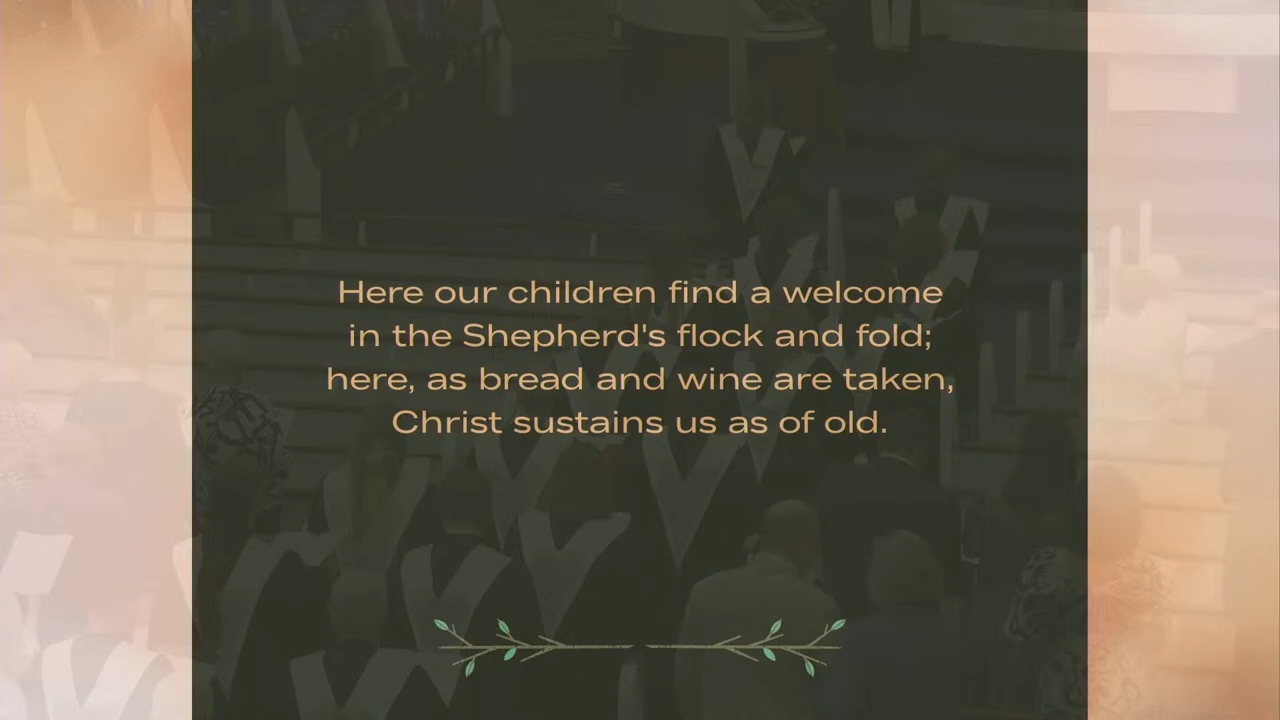 Here our children find a welcome
in the Shepherd's flock and fold;
here, as bread and wine are taken,
Christ sustains us as of old.